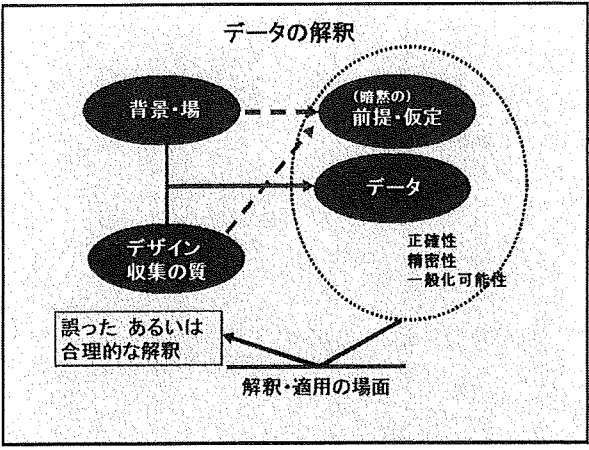 データの解釈
背景・場
(暗黙の)
前提・仮定
データ
デザイン
収集の質
正確性
精密性
一般化可能性
誤った あるいは
合理的な解釈
解釈・適用の場面